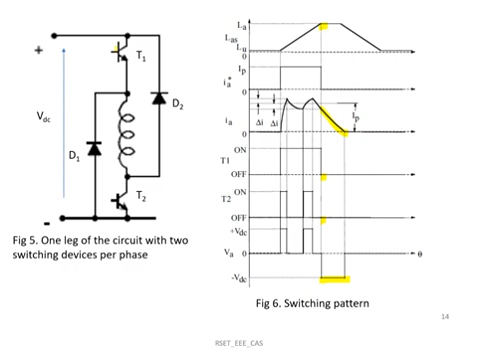 +
T1
Vdc
D2
D1
T2
-
Fig 5. One leg of the circuit with two
switching devices per phase
La
Las
Lu
0
Ip
ia*
0
ia
Δi Δi
Ip
0
ON
T1
OFF
ON
T2
OFF
+Vdc
Va 0
θ
-Vdc
Fig 6. Switching pattern
14
RSET_EEE_CAS